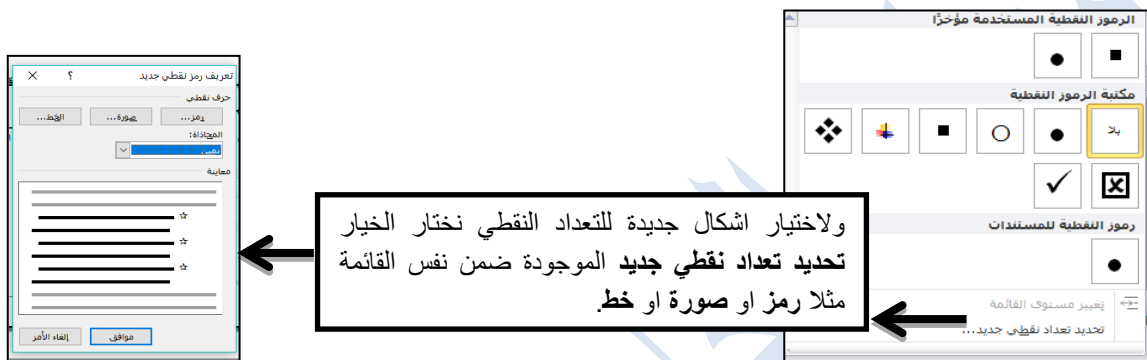 الرموز النقطية المستخدمة مؤخرًا
مكتبة الرموز النقطية
بلا
رموز النقطية للمستندات
يَغيير مستوى القائمة
تحديد تعداد نقطي جديد...
ولاختيار اشكال جديدة للتعداد النقطي نختار الخيار
تحديد تعداد نقطي جديد الموجودة ضمن نفس القائمة
مثلا رمز او صورة او خط.
تعريف رمز نقطي جديد ؟
حرف نقطي
رمز... صورة... الخط...
المحاذاة:
يمين
معاينة
موافق إلغاء الأمر